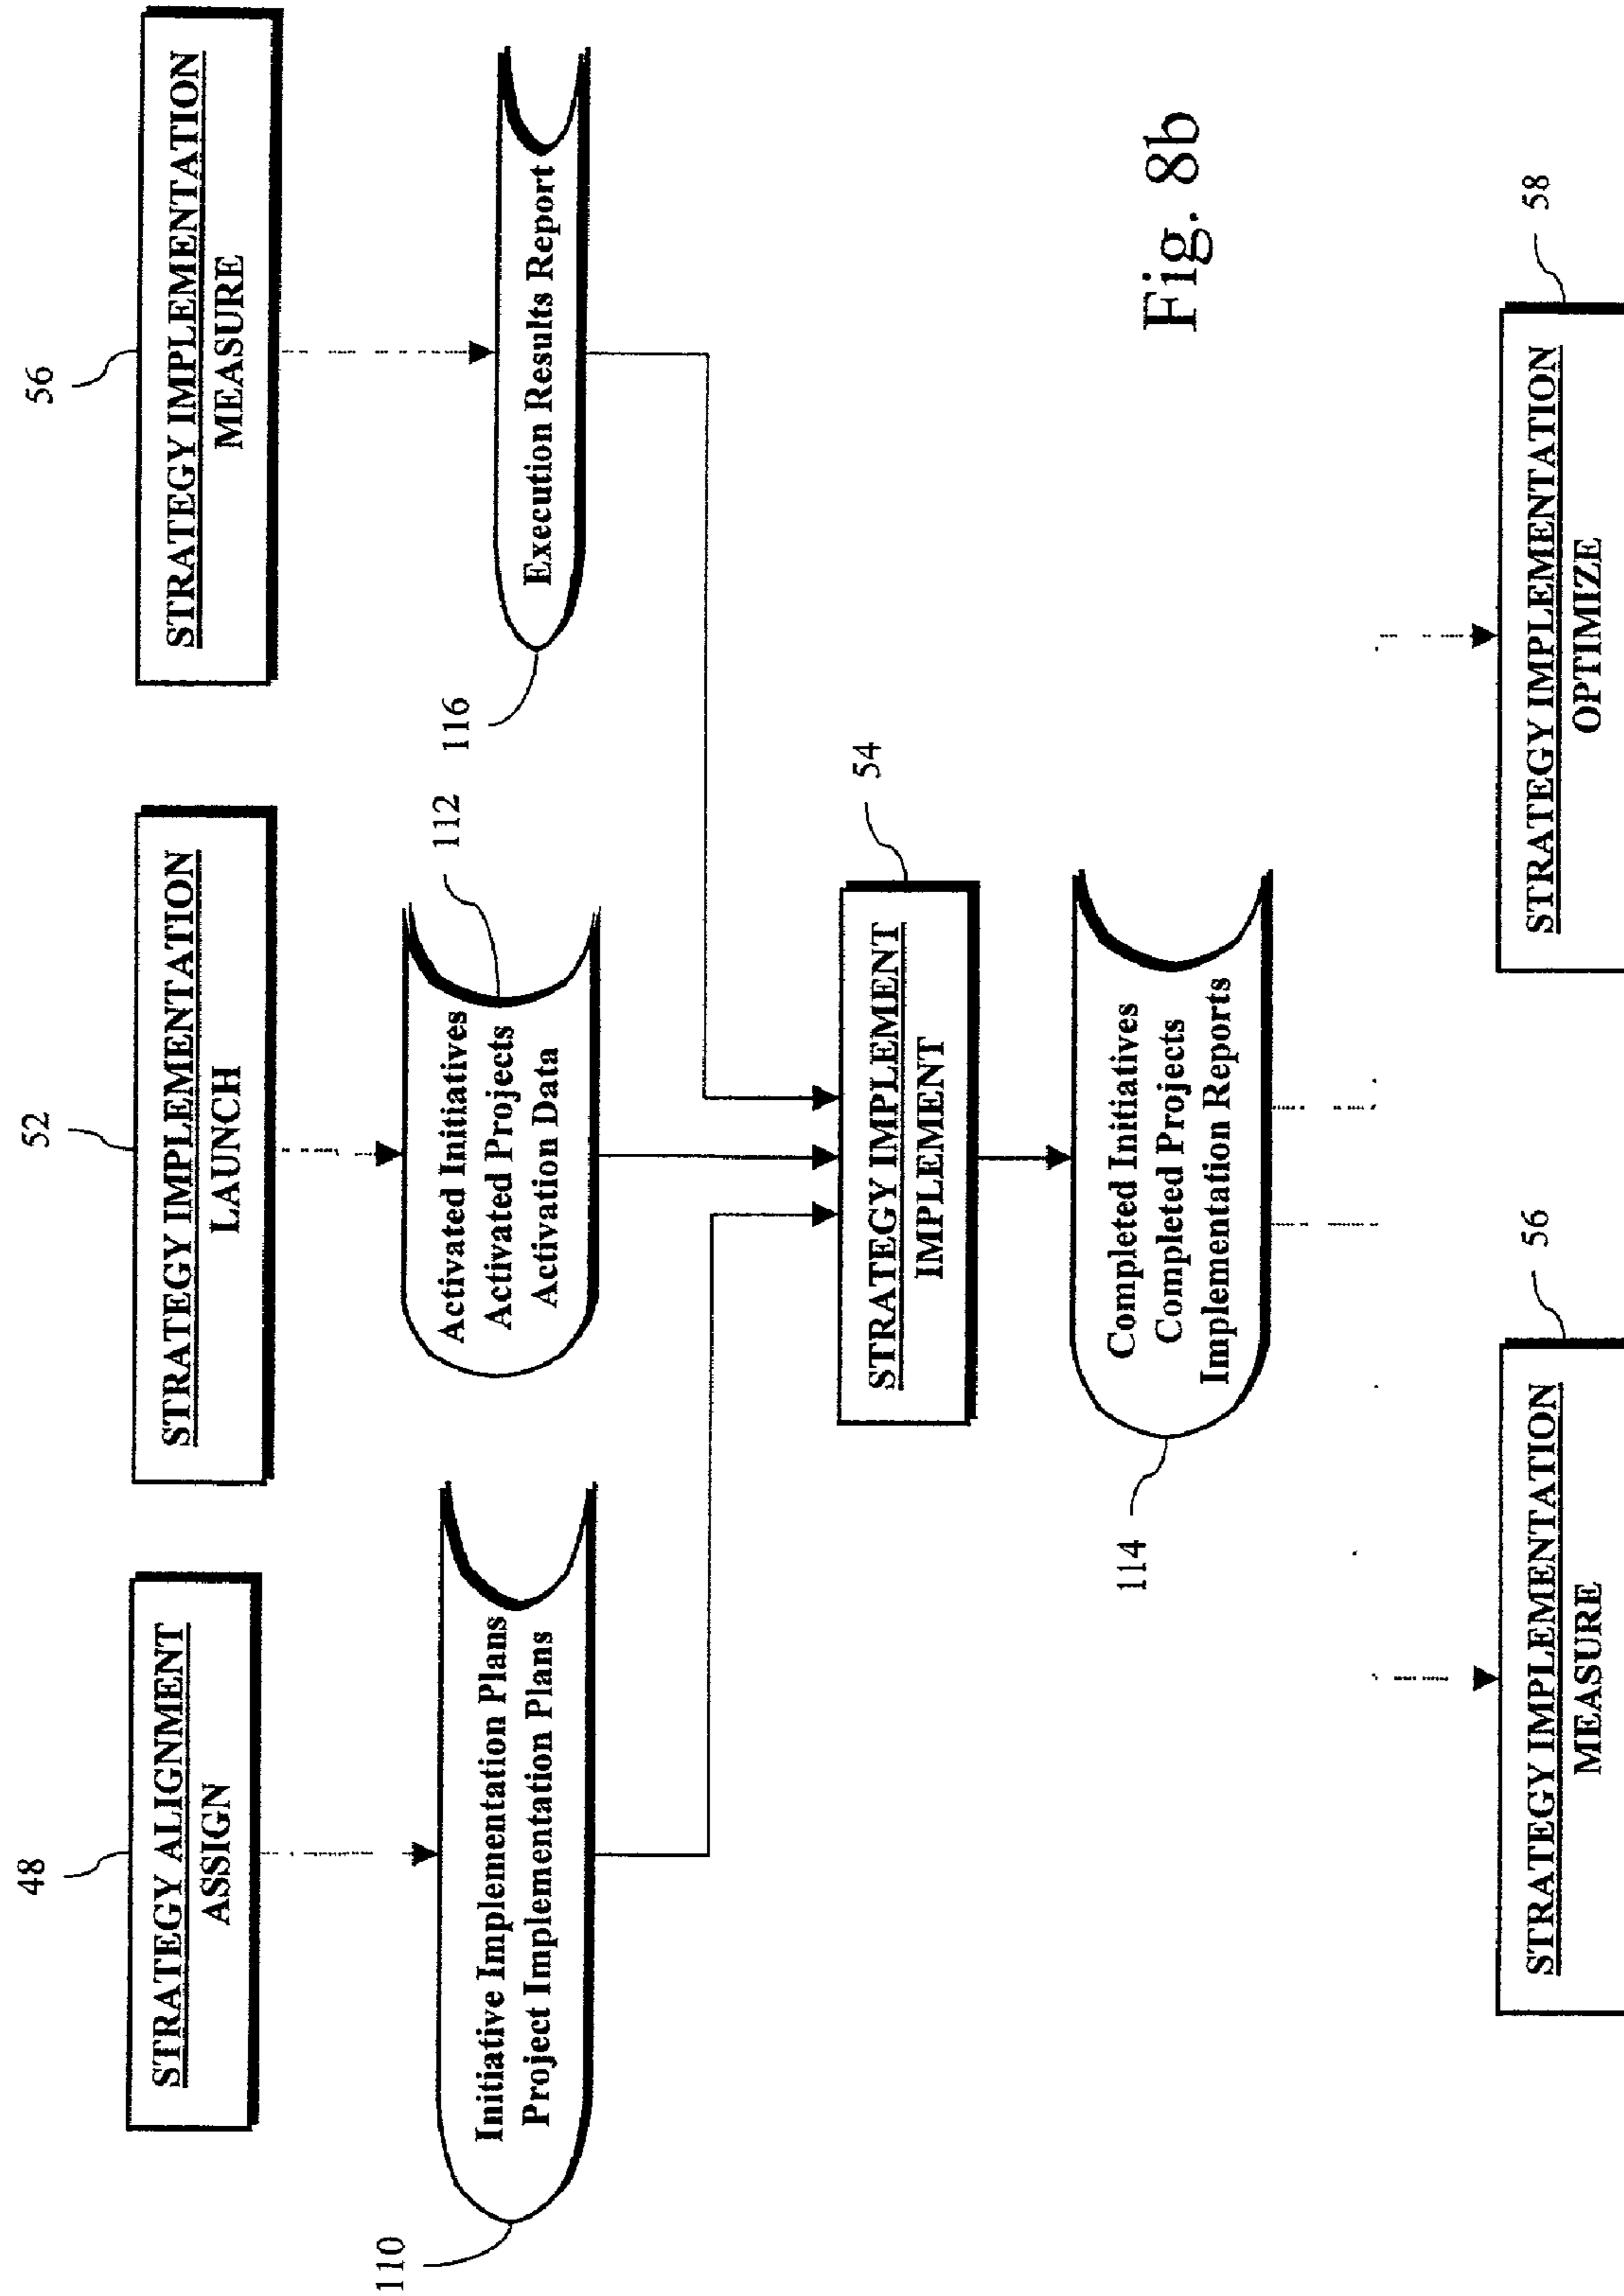 48
STRATEGY ALIGNMENT
ASSIGN
52
STRATEGY IMPLEMENTATION
LAUNCH
56
STRATEGY IMPLEMENTATION
MEASURE
110
Initiative Implementation Plans
Project Implementation Plans
112
Activated Initiatives
Activated Projects
Activation Data
116
Execution Results Report
54
STRATEGY IMPLEMENT
IMPLEMENT
114
Completed Initiatives
Completed Projects
Implementation Reports
Fig. 8b
56
STRATEGY IMPLEMENTATION
MEASURE
58
STRATEGY IMPLEMENTATION
OPTIMIZE